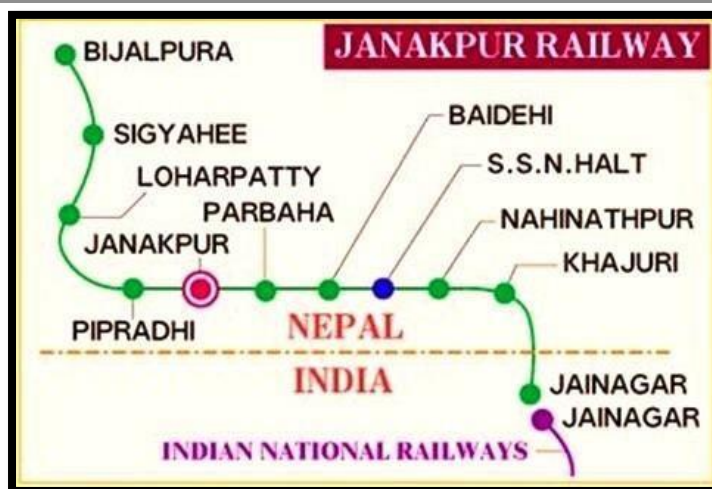 JANAKPUR RAILWAY
BIJALPURA
SIGYAHEE
LOHARPATTY
JANAKPUR
PIPRADHI
PARBAHA
BAIDEHI
S.S.N.HALT
NAHINATHPUR
KHAJURI
NEPAL
INDIA
JAINAGAR
JAINAGAR
INDIAN NATIONAL RAILWAYS